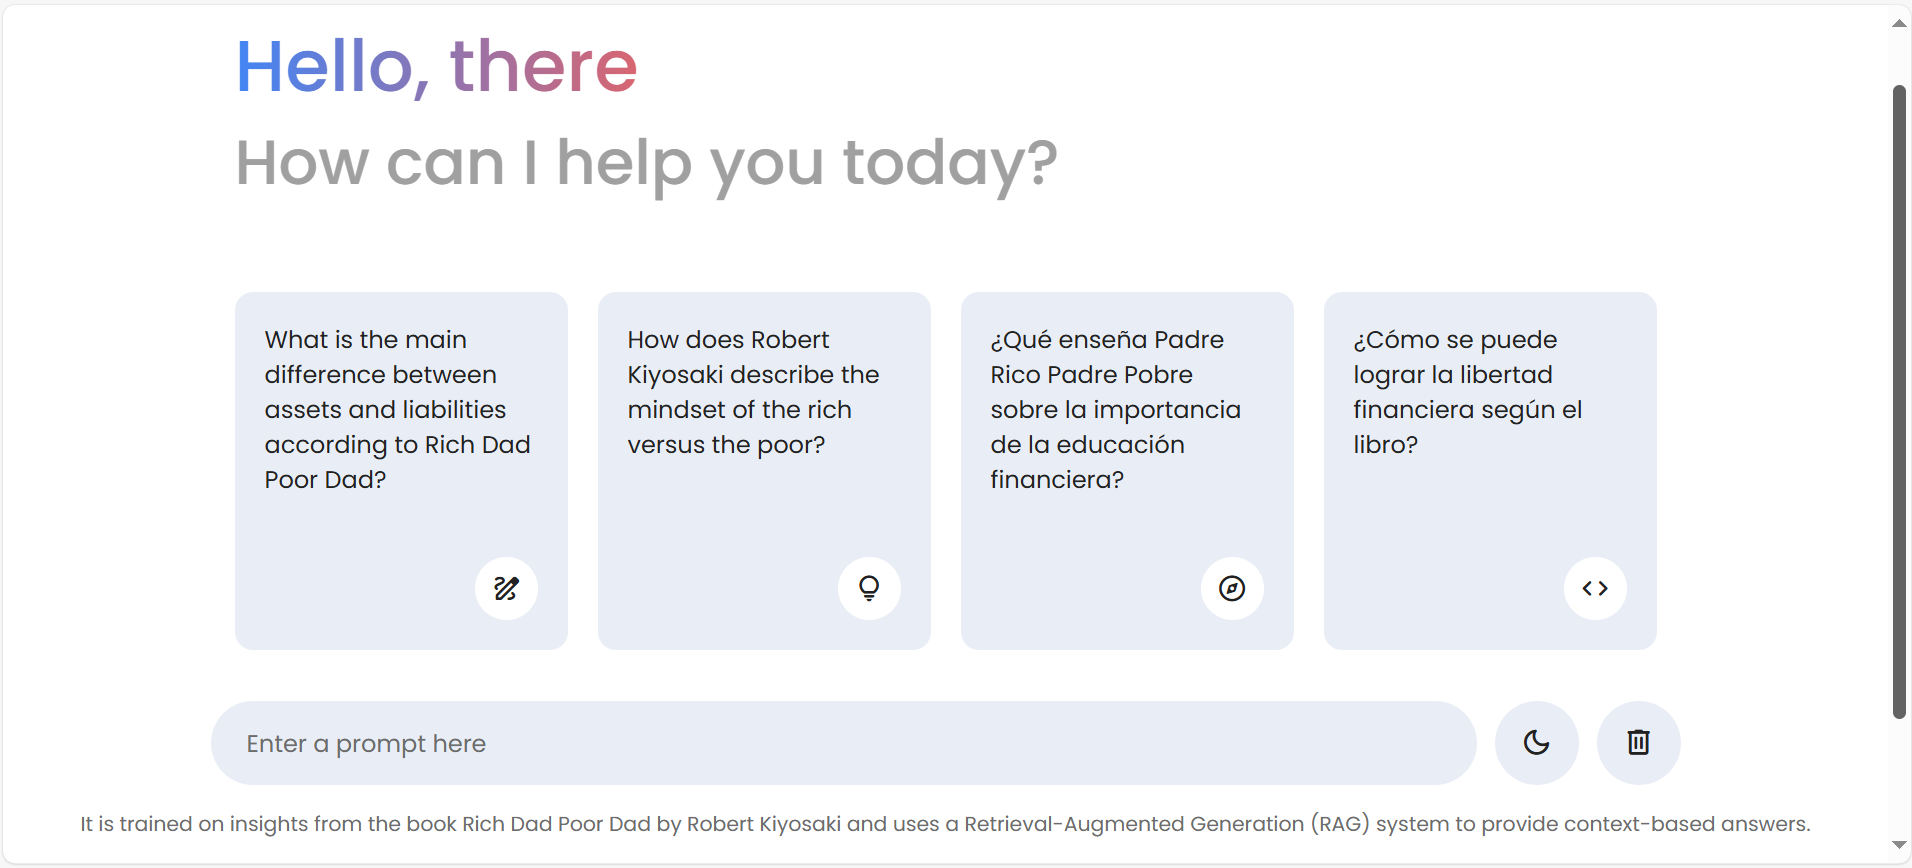 Hello, there
How can I help you today?
What is the main
difference between
assets and liabilities
according to Rich Dad
Poor Dad?
How does Robert
Kiyosaki describe the
mindset of the rich
versus the poor?
¿Qué enseña Padre
Rico Padre Pobre
sobre la importancia
de la educación
financiera?
¿Cómo se puede
lograr la libertad
financiera según el
libro?
Enter a prompt here
It is trained on insights from the book Rich Dad Poor Dad by Robert Kiyosaki and uses a Retrieval-Augmented Generation (RAG) system to provide context-based answers.